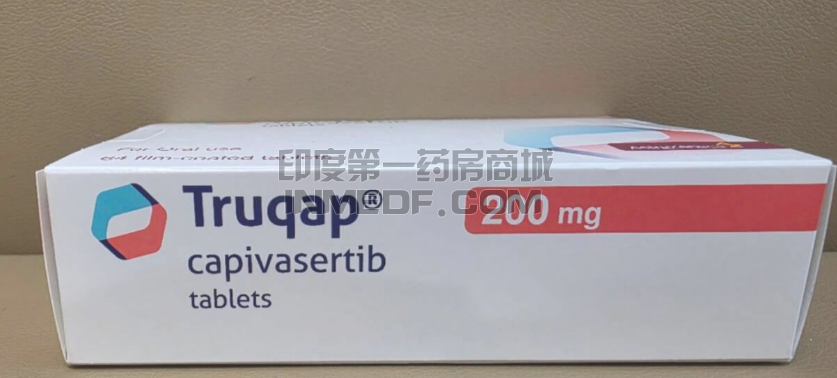 For oral use
64 film-coated tablets
AstraZeneca
印度第一药房商城
INMEDF.COM
Truqap®
200 mg
capivasertib
tablets